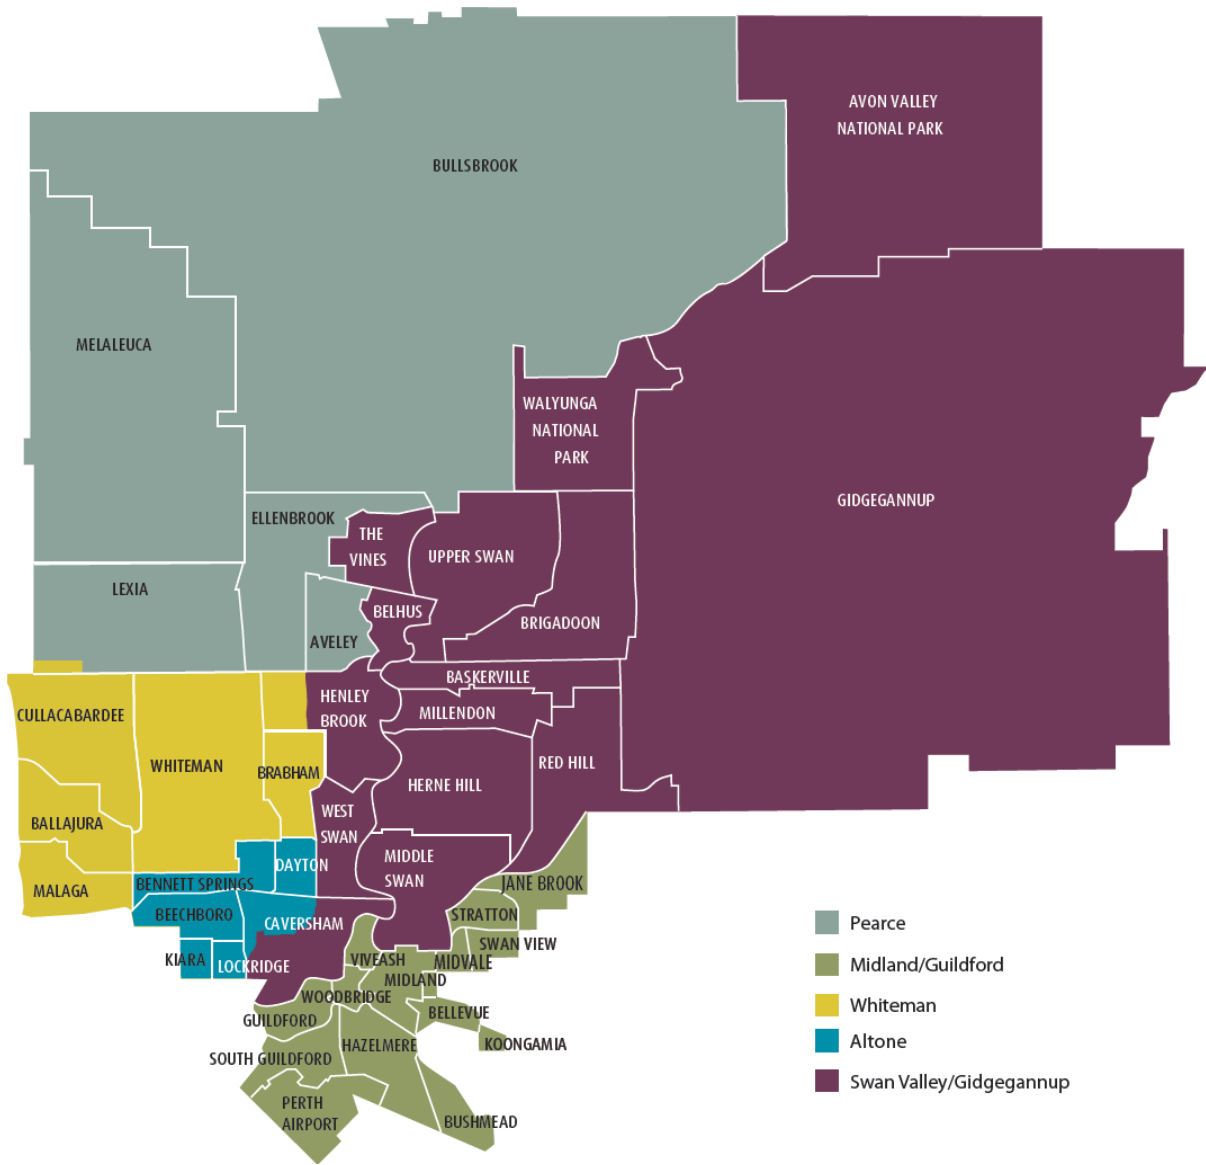 AVON VALLEY
NATIONAL PARK
BULLSBROOK
MELALEUCA
WALYUNGA
NATIONAL
PARK
GIDGEGANNUP
ELLENBROOK
THE
VINES
UPPER SWAN
LEXIA
BELHUS
BRIGADOON
AVELEY
BASKERVILLE
HENLEY
BROOK
CULLACABARDEE
MILLENDON
WHITEMAN
BRABHAM
RED HILL
HERNE HILL
BALLAJURA
WEST
SWAN
MIDDLE
SWAN
DAYTON
MALAGA
BENNETT SPRINGS
JANE BROOK
BEECHBORO
CAVERSHAM
STRATTON
SWAN VIEW
KIARA
LOCKRIDGE
VIVEASH
MIDVALE
MIDLAND
WOODBRIDGE
GUILDFORD
BELLEVUE
KOONGAMIA
HAZELMERE
SOUTH GUILDFORD
PERTH
AIRPORT
BUSHMEAD
Pearce
Midland/Guildford
Whiteman
Altone
Swan Valley/Gidgegannup